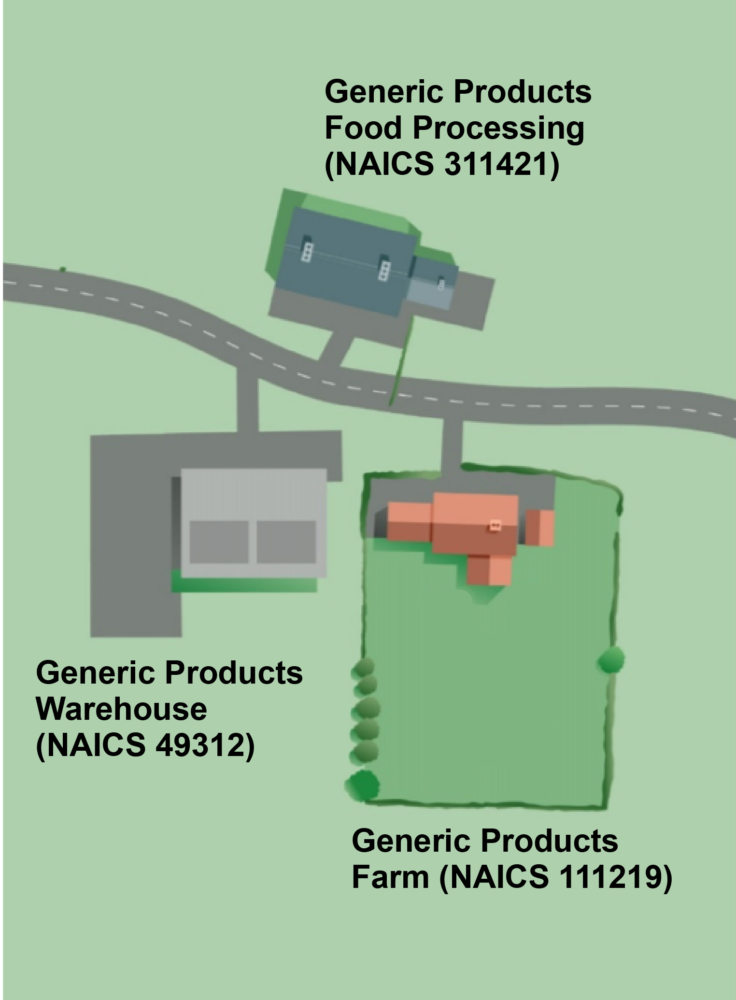 Generic Products
Food Processing
(NAICS 311421)
Generic Products
Warehouse
(NAICS 49312)
Generic Products
Farm (NAICS 111219)